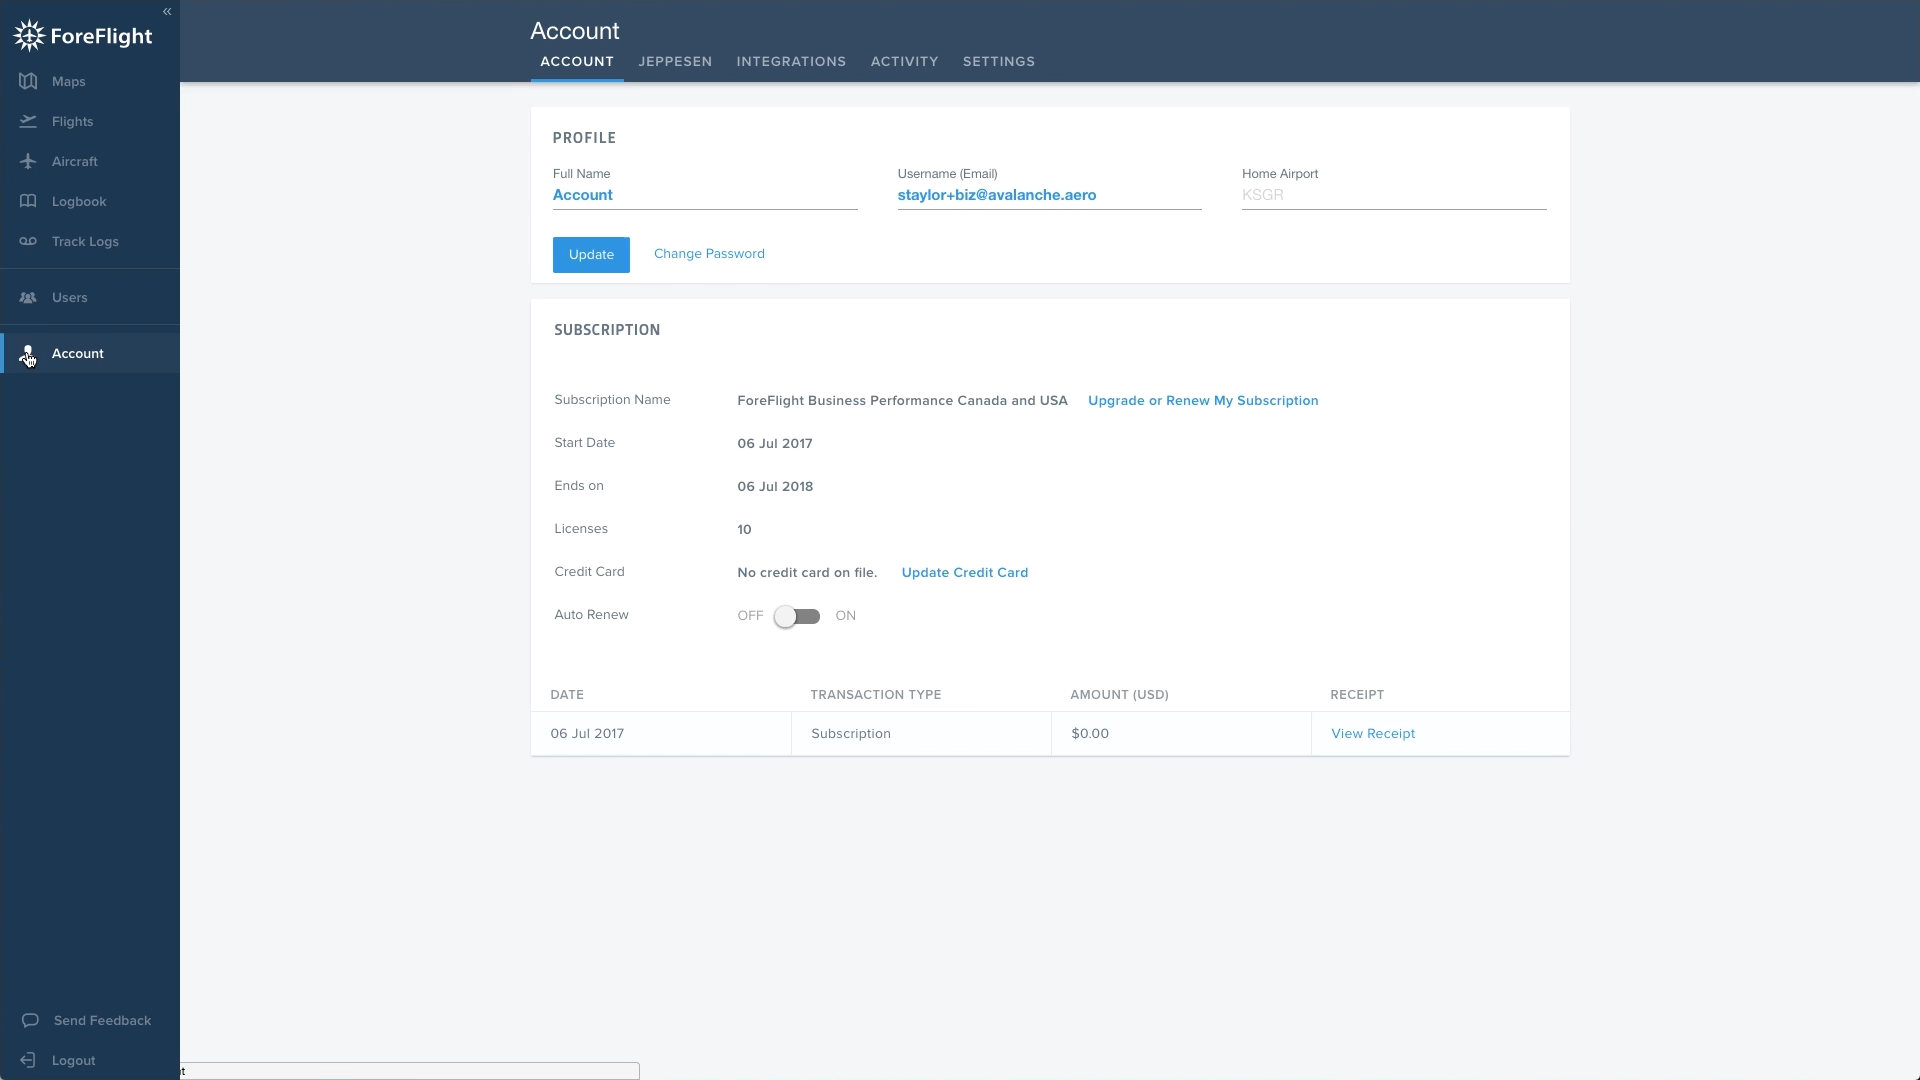 «
ForeFlight
Maps
Flights
Aircraft
Logbook
Track Logs
Users
Account
Send Feedback
Logout
Account
ACCOUNT JEPPESEN INTEGRATIONS ACTIVITY SETTINGS
PROFILE
Full Name Username (Email) Home Airport
Account staylor+biz@avalanche.aero KSGR
Update Change Password
SUBSCRIPTION
Subscription Name ForeFlight Business Performance Canada and USA Upgrade or Renew My Subscription
Start Date 06 Jul 2017
Ends on 06 Jul 2018
Licenses 10
Credit Card No credit card on file. Update Credit Card
Auto Renew OFF ON
DATE TRANSACTION TYPE AMOUNT (USD) RECEIPT
06 Jul 2017 Subscription $0.00 View Receipt